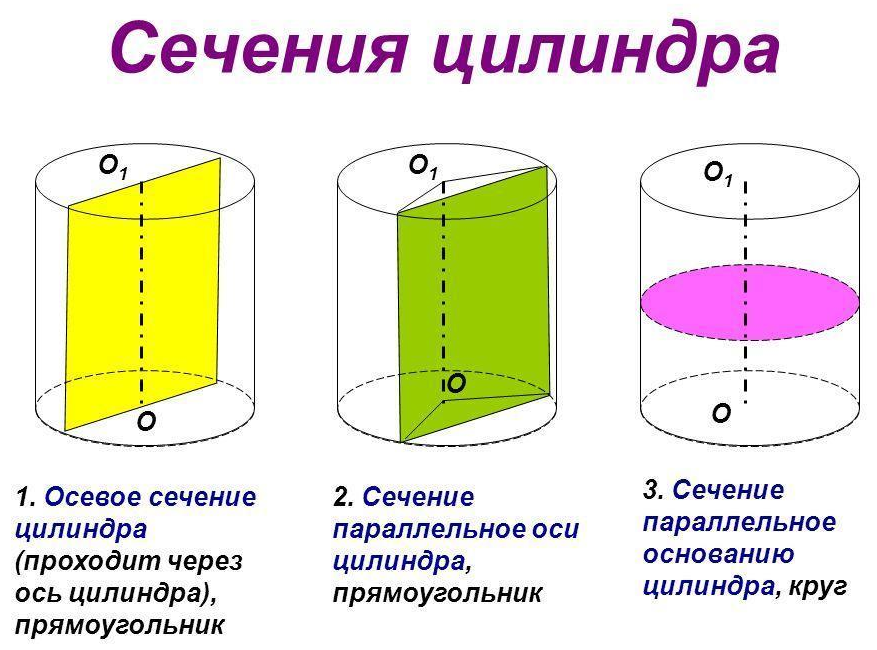 Сечения цилиндра
O1
O1
O1
O
O
O
1. Осевое сечение
цилиндра
(проходит через
ось цилиндра),
прямоугольник
2. Сечение
параллельное оси
цилиндра,
прямоугольник
3. Сечение
параллельное
основанию
цилиндра, круг